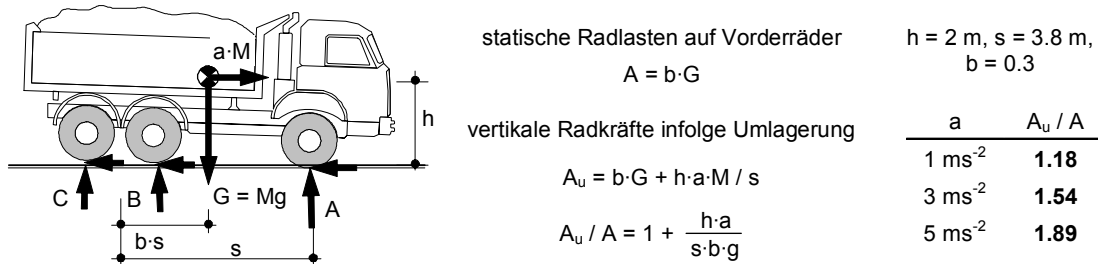 a·M
h
C
B
G = Mg
A
b·s
s
statische Radlasten auf Vorderräder
A = b·G
vertikale Radkräfte infolge Umlagerung
A_u = b·G + h·a·M / s
A_u / A = 1 + h·a / s·b·g
h = 2 m, s = 3.8 m,
b = 0.3
a A_u / A
1 ms⁻² 1.18
3 ms⁻² 1.54
5 ms⁻² 1.89